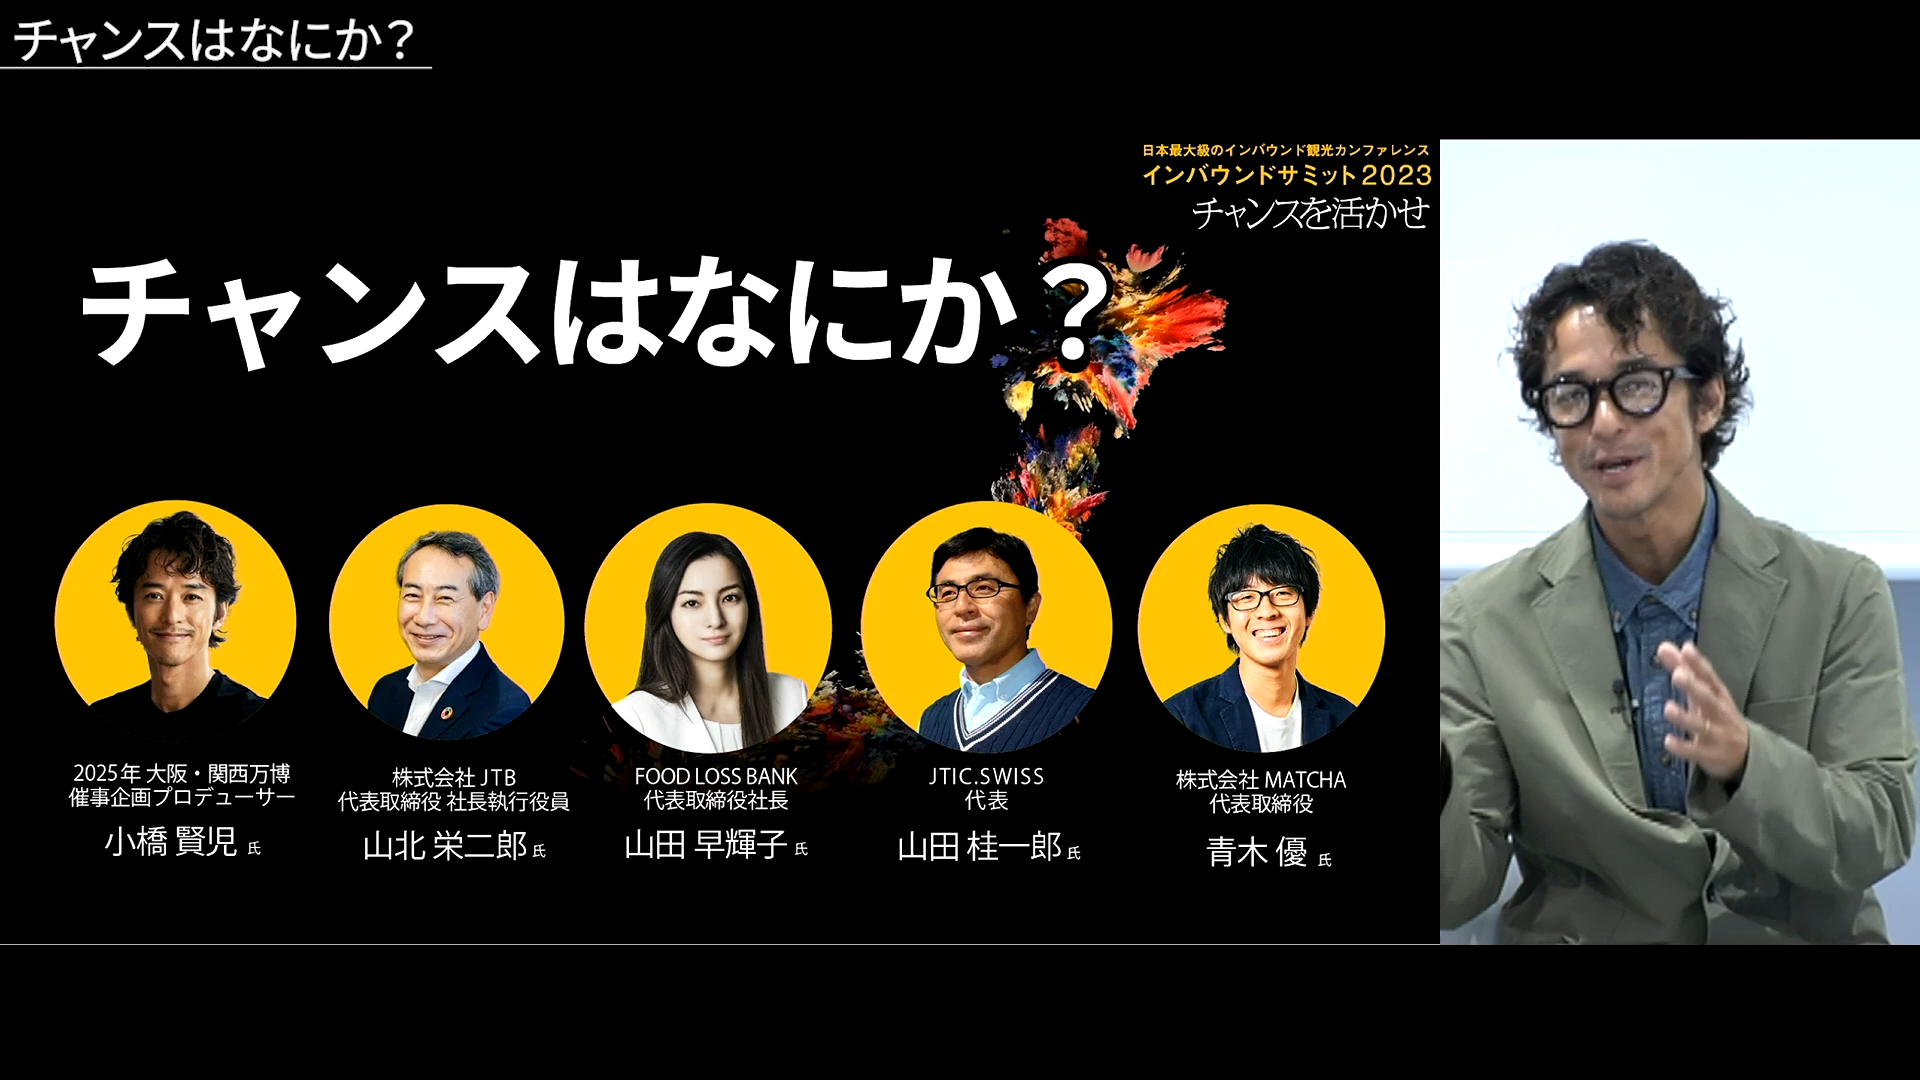 チャンスはなにか？
日本最大級のインバウンド観光カンファレンス
インバウンドサミット2023
チャンスを活かせ
チャンスはなにか？
2025年 大阪・関西万博
催事企画プロデューサー
小橋 賢児 氏
株式会社 JTB
代表取締役 社長執行役員
山北 栄二郎 氏
FOOD LOSS BANK
代表取締役社長
山田 早輝子 氏
JTIC.SWISS
代表
山田 桂一郎 氏
株式会社 MATCHA
代表取締役
青木 優 氏